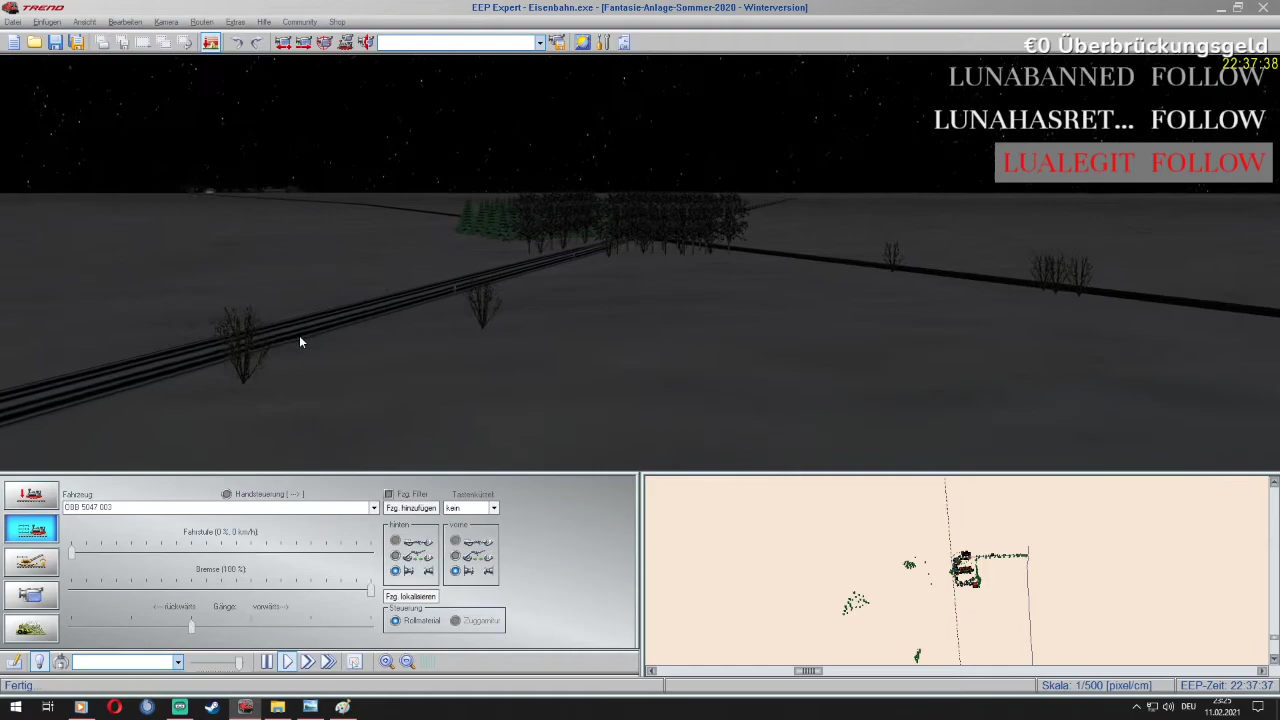 TREND
EEP Expert - Eisenbahn.exe - [Fantasie-Anlage-Sommer-2020 - Winterversion]
Datei Einfügen Ansicht Bearbeiten Kamera Routen Extras Hilfe Community Shop
€0 Überbrückungsgeld
22:37:38
LUNABANNED FOLLOW
LUNAHASRET... FOLLOW
LUALEGIT FOLLOW
Fahrzeug:
Handsteuerung [ --> ]
Fzg. Filter
Tastenkürzel:
ÖBB 5047 003
Fzg. hinzufügen
kein
Fahrstufe (0 %, 0 km/h):
hinten
vorne
Bremse (100 %):
Fzg. lokalisieren
<--- rückwärts Gänge: vorwärts--->
Steuerung
Rollmaterial
Zuggarnitur
Fertig...
Skala: 1/500 [pixel/cm]
EEP-Zeit: 22:37:37
DEU
23:25
11.02.2021